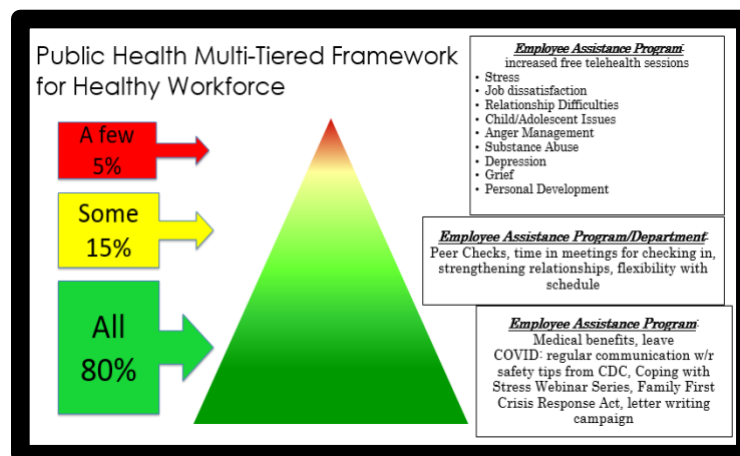 Public Health Multi-Tiered Framework
for Healthy Workforce
A few
5%
Some
15%
All
80%
Employee Assistance Program:
increased free telehealth sessions
• Stress
• Job dissatisfaction
• Relationship Difficulties
• Child/Adolescent Issues
• Anger Management
• Substance Abuse
• Depression
• Grief
• Personal Development
Employee Assistance Program/Department:
Peer Checks, time in meetings for checking in,
strengthening relationships, flexibility with
schedule
Employee Assistance Program:
Medical benefits, leave
COVID: regular communication w/r
safety tips from CDC, Coping with
Stress Webinar Series, Family First
Crisis Response Act, letter writing
campaign